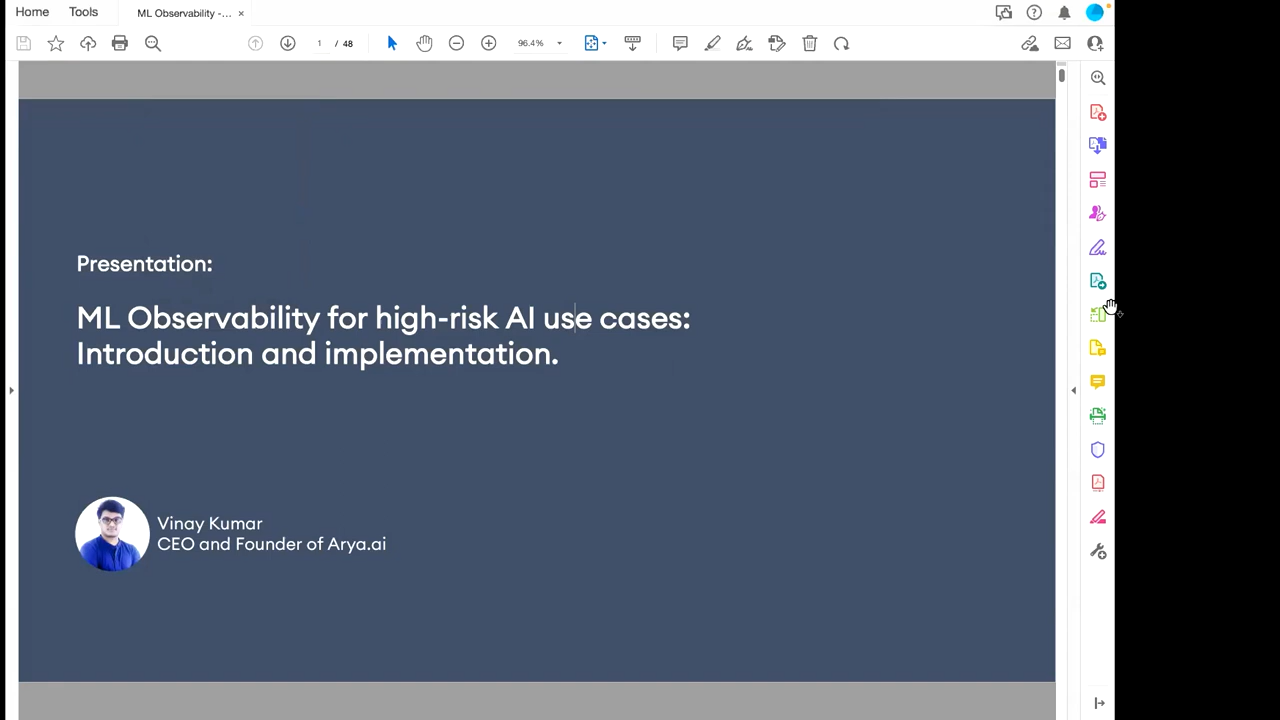 Home Tools ML Observability -... ×
1 / 48 96.4%
Presentation:
ML Observability for high-risk AI use cases:
Introduction and implementation.
Vinay Kumar
CEO and Founder of Arya.ai